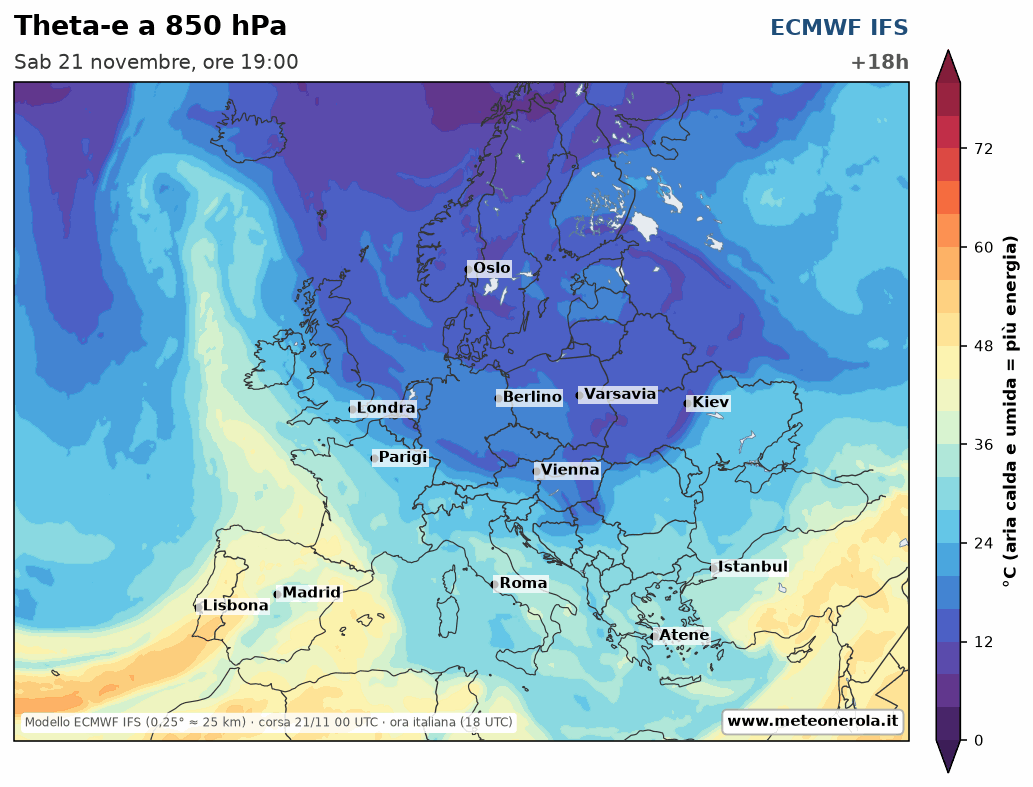 Theta-e a 850 hPa
ECMWF IFS
Sab 21 novembre, ore 19:00
+18h
72
60
48
36
24
12
0
°C (aria calda e umida = più energia)
Oslo
Londra
Berlino
Varsavia
Kiev
Parigi
Vienna
Istanbul
Roma
Madrid
Lisbona
Atene
Modello ECMWF IFS (0,25° ≈ 25 km) · corsa 21/11 00 UTC · ora italiana (18 UTC)
www.meteonerola.it